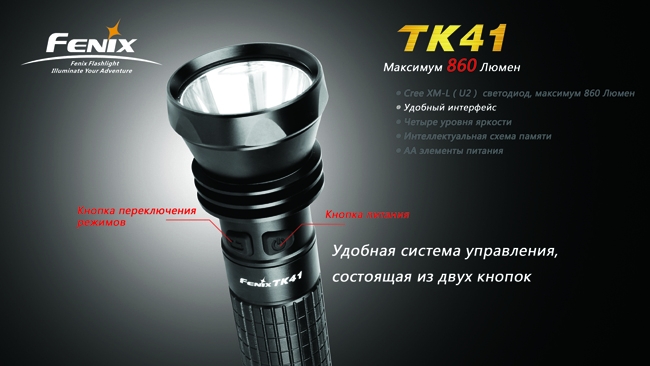 FENIX
Fenix Flashlight
Illuminate Your Adventure
TK41
Максимум 860 Люмен
Cree XM-L ( U2 ) светодиод, максимум 860 Люмен
Удобный интерфейс
Четыре уровня яркости
Интеллектуальная схема памяти
AA элементы питания
Кнопка переключения
режимов
Кнопка питания
Удобная система управления,
состоящая из двух кнопок
FENIX TK41